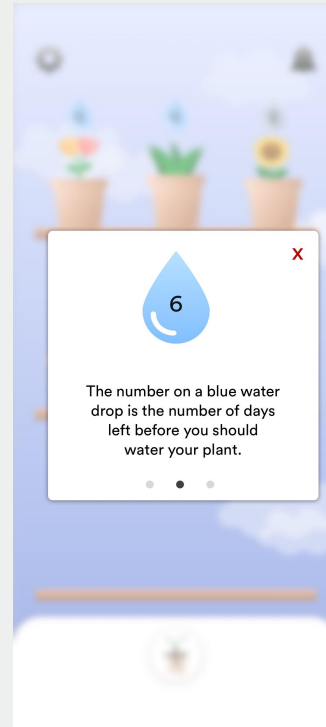 X
6
The number on a blue water
drop is the number of days
left before you should
water your plant.